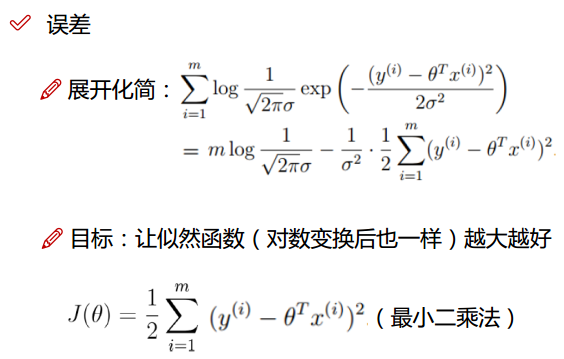 误差
展开化简：$\sum_{i=1}^{m} \log \frac{1}{\sqrt{2\pi}\sigma} \exp\left(-\frac{(y^{(i)} - \theta^T x^{(i)})^2}{2\sigma^2}\right)$
$= m \log \frac{1}{\sqrt{2\pi}\sigma} - \frac{1}{\sigma^2} \cdot \frac{1}{2} \sum_{i=1}^{m} (y^{(i)} - \theta^T x^{(i)})^2.$
目标：让似然函数（对数变换后也一样）越大越好
$J(\theta) = \frac{1}{2} \sum_{i=1}^{m} (y^{(i)} - \theta^T x^{(i)})^2$（最小二乘法）